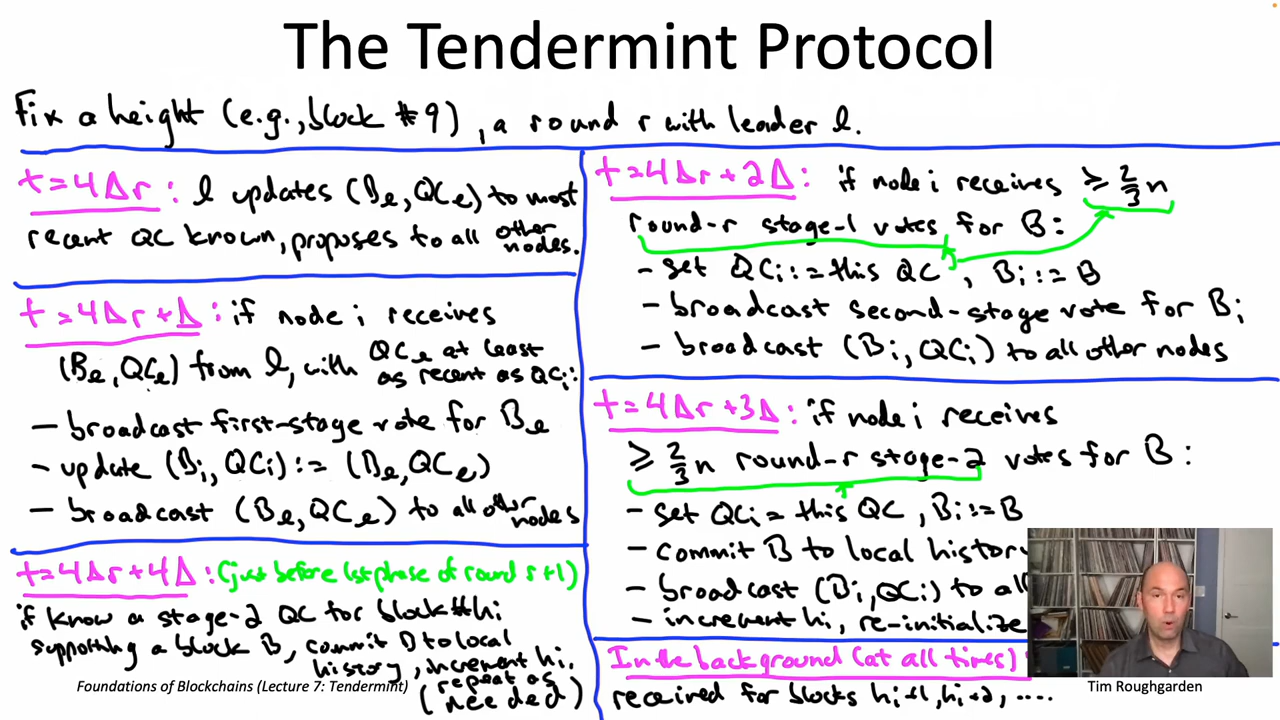 The Tendermint Protocol
Fix a height (e.g., block #9), a round r with leader l.
t=4Δr: l updates (Bl, QCl) to most
recent QC known, proposes to all other nodes.
t=4Δr+Δ: if node i receives
(Bl, QCl) from l, with QCl at least as recent as QCi:
- broadcast first-stage vote for Bl
- update (Bi, QCi) := (Bl, QCl)
- broadcast (Bl, QCl) to all other nodes
t=4Δr+4Δ: (just before 1st phase of round r+1)
if know a stage-2 QC for block #hi
supporting a block B, commit B to local
history, increment hi.
(repeat as needed)
t=4Δr+2Δ: if node i receives ≥ 2/3 n
round-r stage-1 votes for B:
- set QCi := this QC, Bi := B
- broadcast second-stage vote for Bi
- broadcast (Bi, QCi) to all other nodes
t=4Δr+3Δ: if node i receives
≥ 2/3 n round-r stage-2 votes for B:
- set QCi = this QC, Bi := B
- commit B to local history
- broadcast (Bi, QCi) to all
- increment hi, re-initialize
In the background (at all times)
received for blocks hi+1, hi+2, ....
Foundations of Blockchains (Lecture 7: Tendermint)
Tim Roughgarden